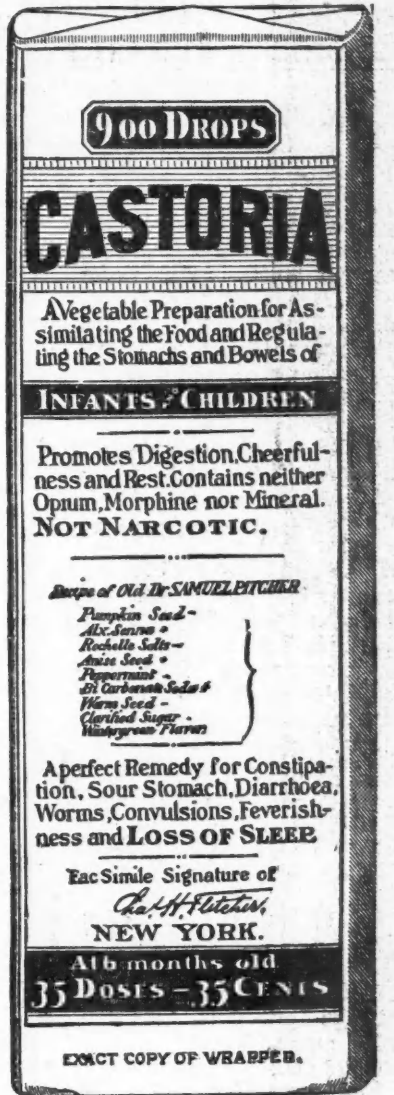 900 DROPS
CASTORIA
A Vegetable Preparation for As-
similating the Food and Regula-
ting the Stomachs and Bowels of
INFANTS & CHILDREN
Promotes Digestion, Cheerful-
ness and Rest. Contains neither
Opium, Morphine nor Mineral.
NOT NARCOTIC.
Recipe of Old Dr SAMUEL PITCHER
Pumpkin Seed -
Alx. Senna +
Rochelle Salts -
Anise Seed +
Peppermint -
Bi Carbonate Soda +
Worm Seed -
Clarified Sugar .
Wintergreen Flavor.
A perfect Remedy for Constipa-
tion, Sour Stomach, Diarrhoea,
Worms, Convulsions, Feverish-
ness and LOSS OF SLEEP.
Fac Simile Signature of
Chas. H. Fletcher.
NEW YORK.
At 6 months old
35 DOSES – 35 CENTS
EXACT COPY OF WRAPPER.